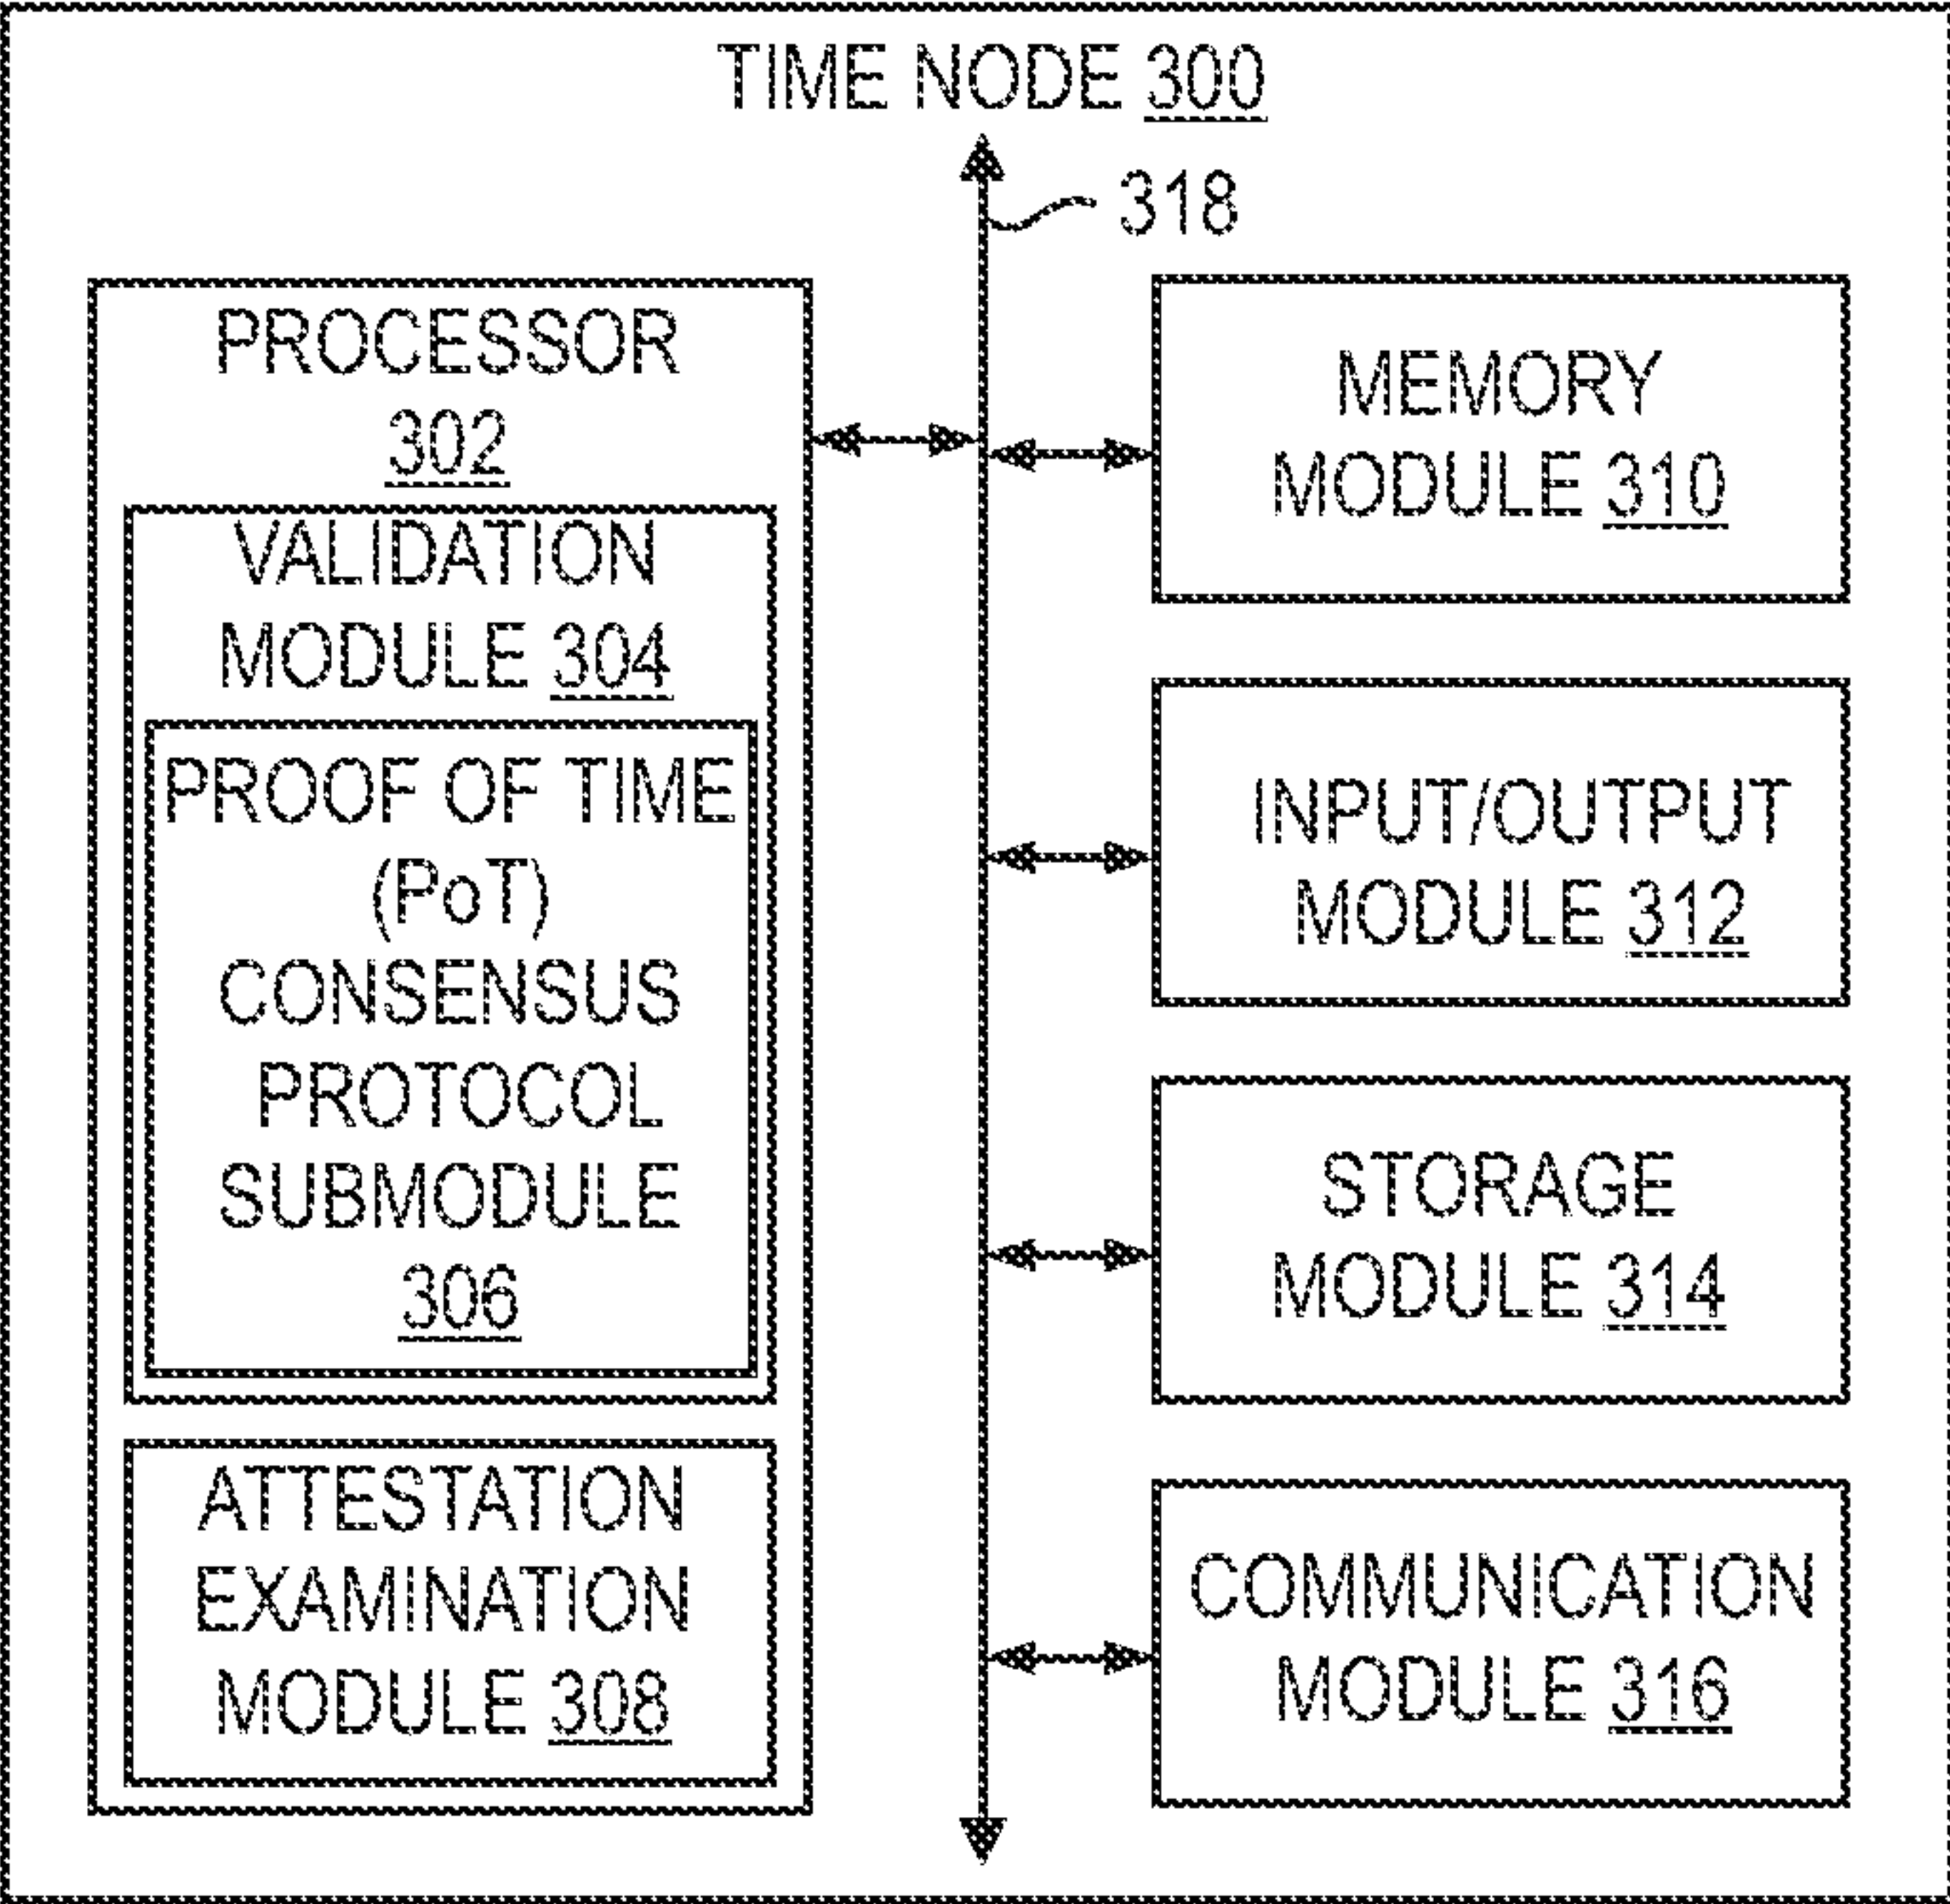 TIME NODE 300
318
PROCESSOR
302
VALIDATION
MODULE 304
PROOF OF TIME
(PoT)
CONSENSUS
PROTOCOL
SUBMODULE
306
ATTESTATION
EXAMINATION
MODULE 308
MEMORY
MODULE 310
INPUT/OUTPUT
MODULE 312
STORAGE
MODULE 314
COMMUNICATION
MODULE 316